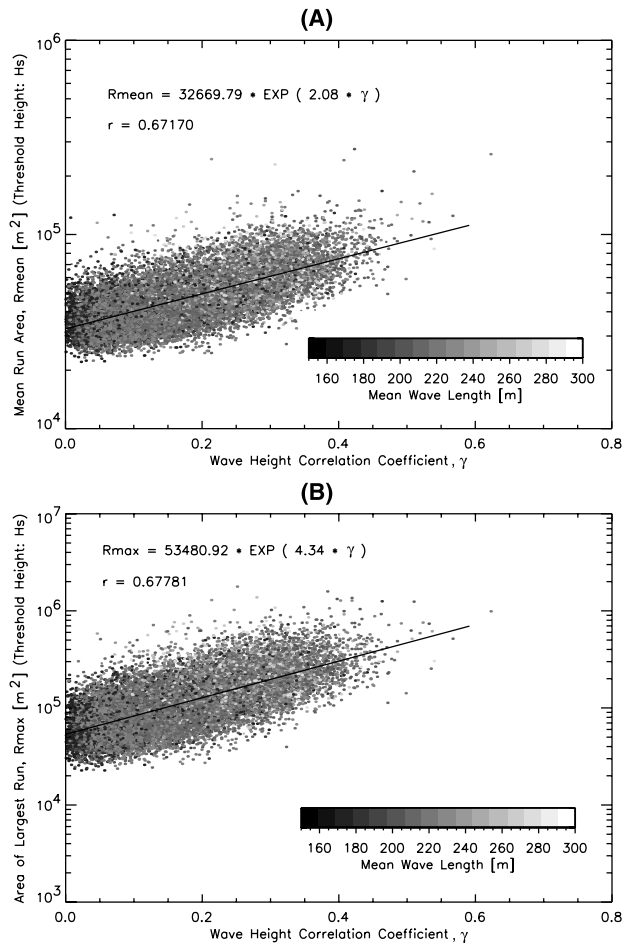 (A)
10^6
Rmean = 32669.79 * EXP ( 2.08 * γ )
r = 0.67170
10^5
160 180 200 220 240 260 280 300
Mean Wave Length [m]
10^4
0.0 0.2 0.4 0.6 0.8
Wave Height Correlation Coefficient, γ
Mean Run Area, Rmean [m^2] (Threshold Height: Hs)
(B)
10^7
Rmax = 53480.92 * EXP ( 4.34 * γ )
r = 0.67781
10^6
10^5
10^4
160 180 200 220 240 260 280 300
Mean Wave Length [m]
10^3
0.0 0.2 0.4 0.6 0.8
Wave Height Correlation Coefficient, γ
Area of Largest Run, Rmax [m^2] (Threshold Height: Hs)